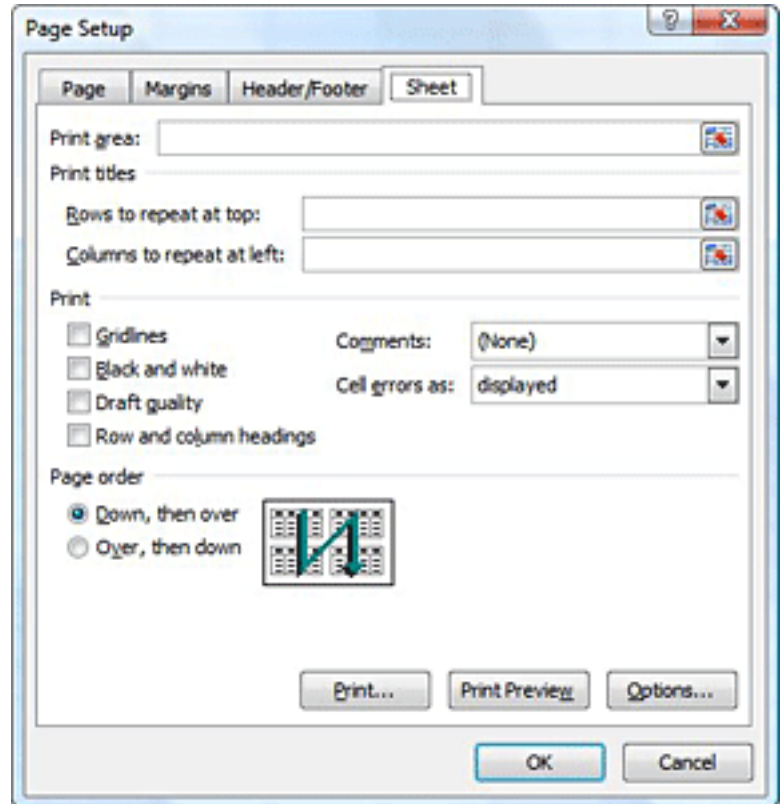 Page Setup
Page Margins Header/Footer Sheet
Print area:
Print titles
Rows to repeat at top:
Columns to repeat at left:
Print
Gridlines
Black and white
Draft quality
Row and column headings
Comments: (None)
Cell errors as: displayed
Page order
Down, then over
Over, then down
Print... Print Preview Options...
OK Cancel